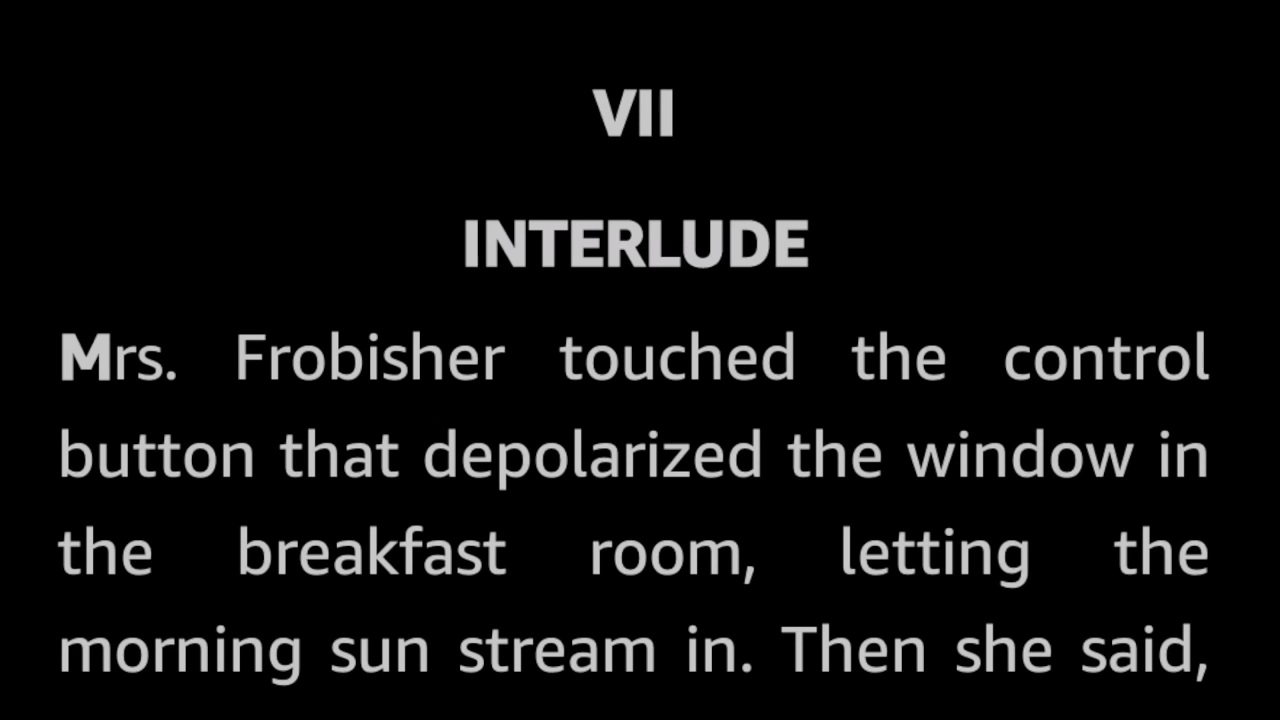 VII
INTERLUDE
Mrs. Frobisher touched the control
button that depolarized the window in
the breakfast room, letting the
morning sun stream in. Then she said,